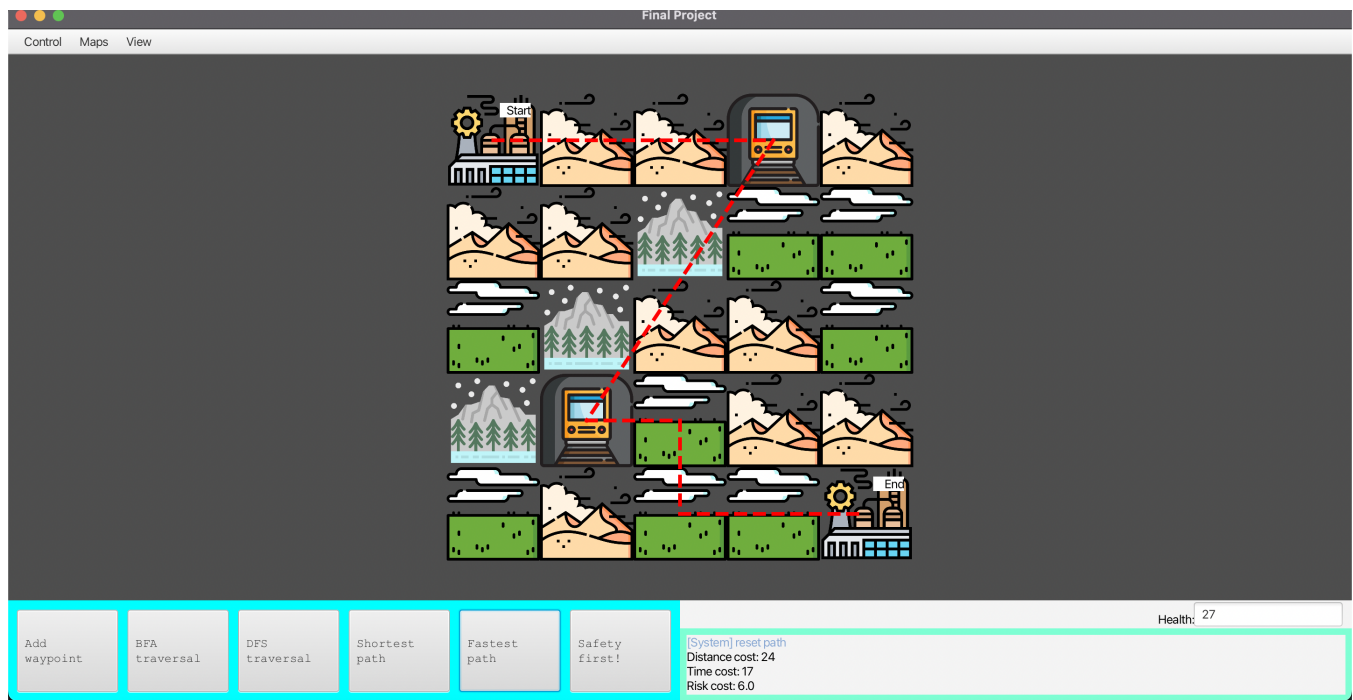 Final Project
Control Maps View
Start
End
Add
waypoint
BFA
traversal
DFS
traversal
Shortest
path
Fastest
path
Safety
first!
Health: 27
[System] reset path
Distance cost: 24
Time cost: 17
Risk cost: 6.0